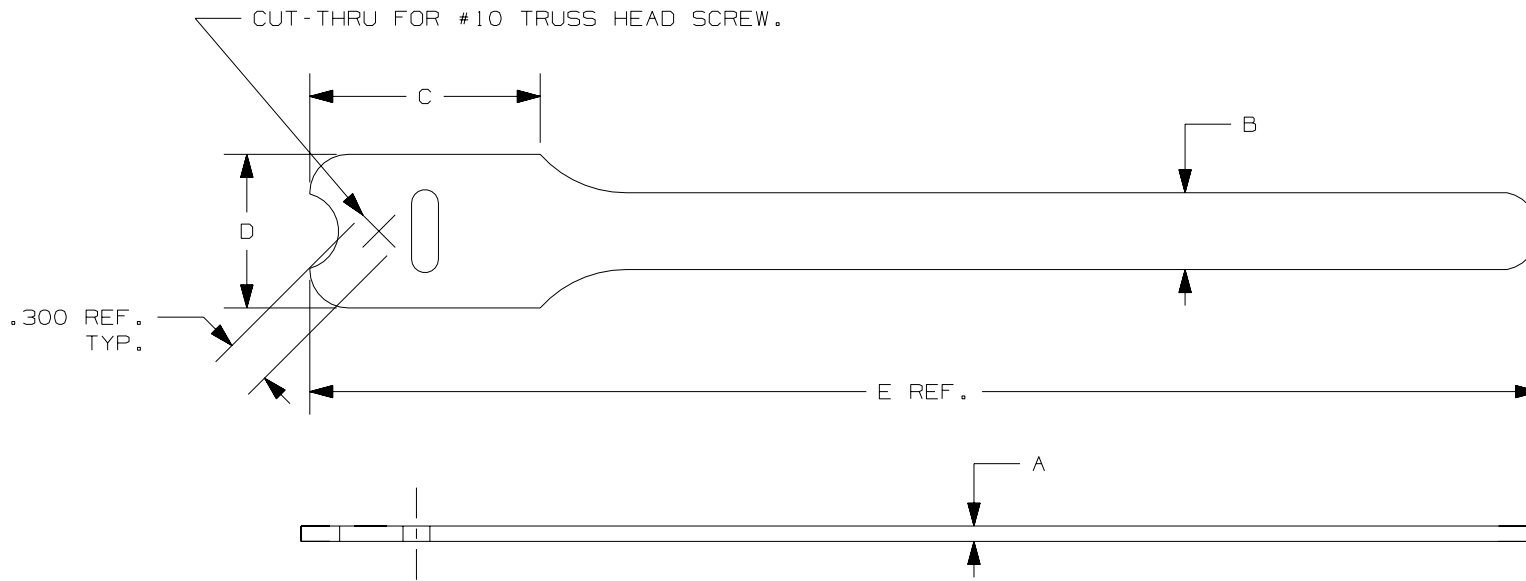 CUT-THRU FOR #10 TRUSS HEAD SCREW.
C
B
D
.300 REF.
TYP.
E REF.
A